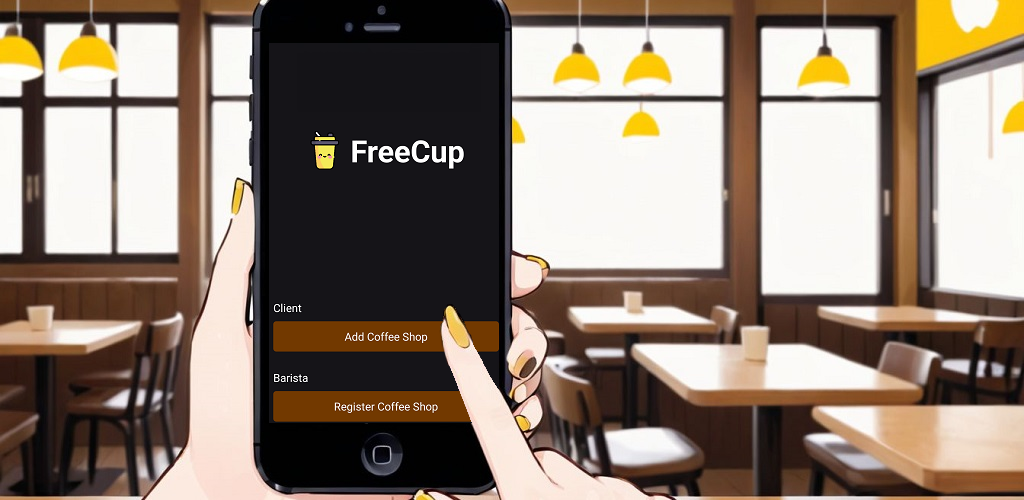 FreeCup
Client
Add Coffee Shop
Barista
Register Coffee Shop